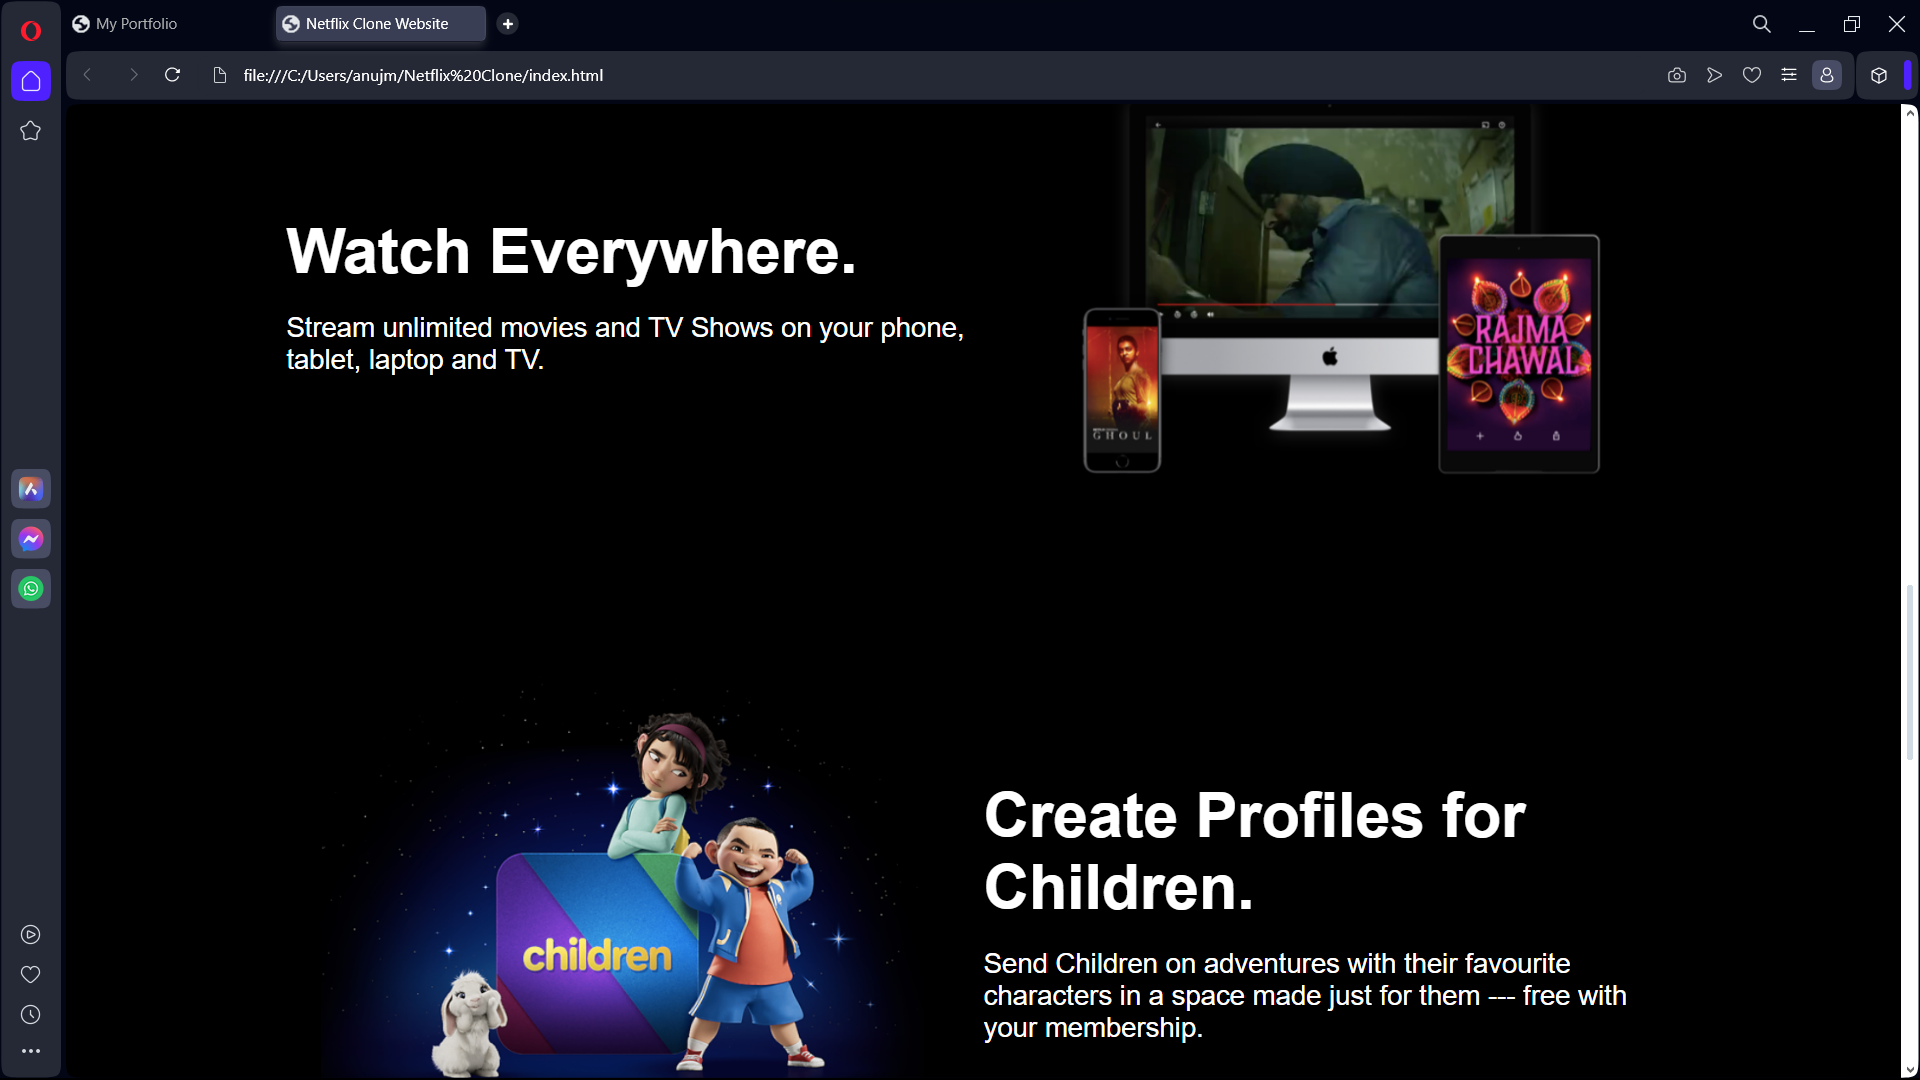 My Portfolio
Netflix Clone Website
file:///C:/Users/anujm/Netflix%20Clone/index.html
Watch Everywhere.
Stream unlimited movies and TV Shows on your phone,
tablet, laptop and TV.
RAJMA
CHAWAL
GHOUL
Create Profiles for
Children.
children
Send Children on adventures with their favourite
characters in a space made just for them --- free with
your membership.